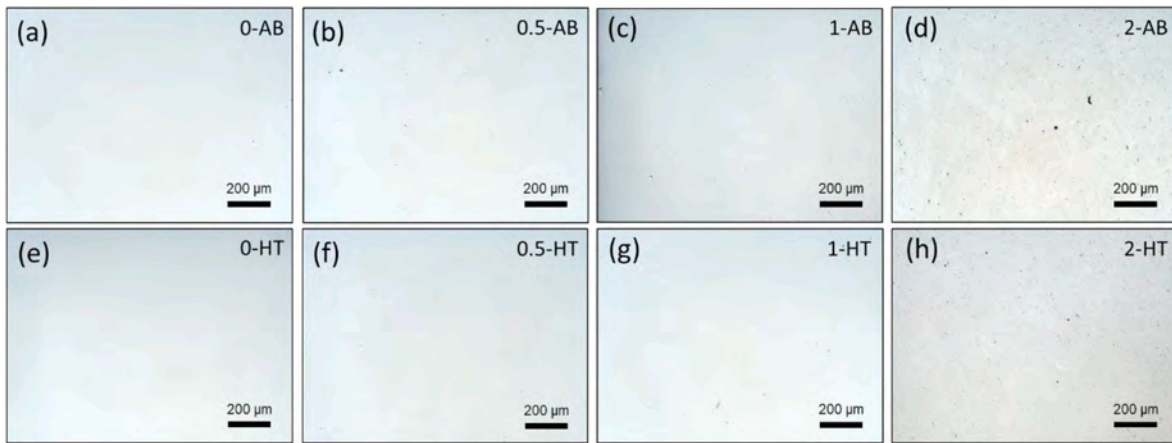 (a) 0-AB
200 µm
(b) 0.5-AB
200 µm
(c) 1-AB
200 µm
(d) 2-AB
200 µm
(e) 0-HT
200 µm
(f) 0.5-HT
200 µm
(g) 1-HT
200 µm
(h) 2-HT
200 µm